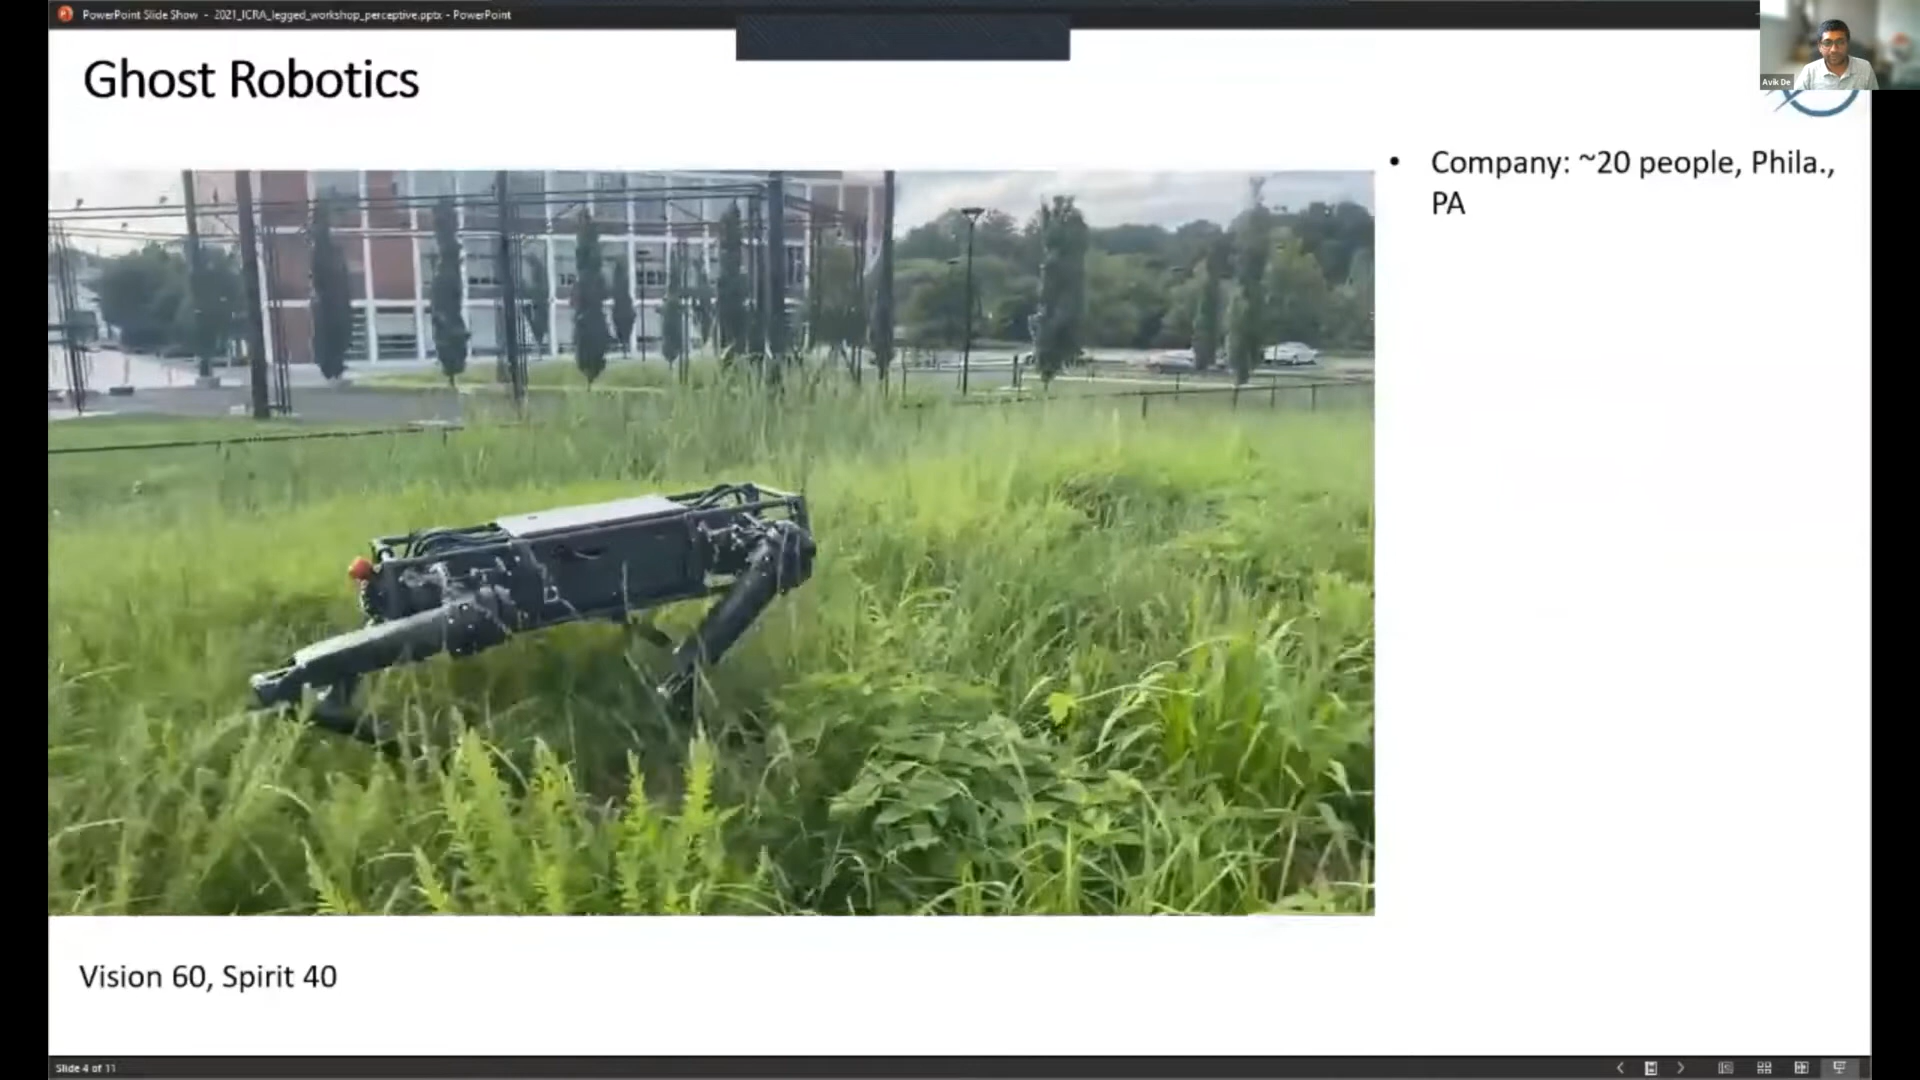 PowerPoint Slide Show - 2021_ICRA_legged_workshop_perceptive.pptx - PowerPoint
Avik De
Ghost Robotics
• Company: ~20 people, Phila.,
PA
Vision 60, Spirit 40
Slide 4 of 11